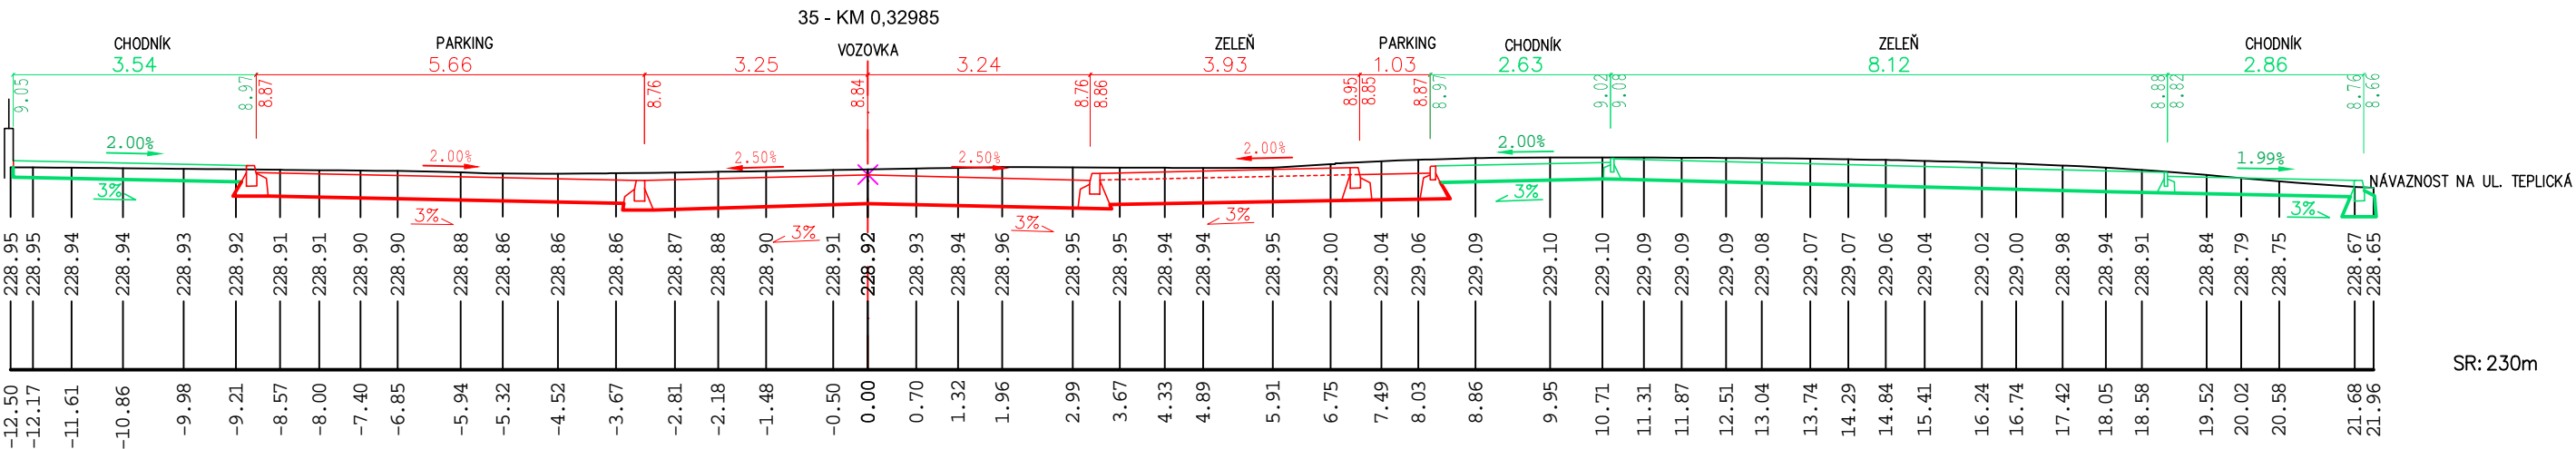 35 - KM 0,32985
CHODNÍK PARKING VOZOVKA ZELEŇ PARKING CHODNÍK ZELEŇ CHODNÍK
3.54 5.66 3.25 3.24 3.93 1.03 2.63 8.12 2.86
9.05 8.97 8.87 8.76 8.84 8.76 8.86 8.95 8.85 8.87 8.97 9.02 9.08 8.88 8.82 8.76 8.66
2.00% 2.00% 2.50% 2.50% 2.00% 2.00% 1.99%
NÁVAZNOST NA UL. TEPLICKÁ
3% 3% 3% 3% 3% 3% 3%
228.95 228.95 228.94 228.94 228.93 228.92 228.91 228.91 228.90 228.90 228.88 228.86 228.86 228.86 228.87 228.88 228.90 228.91 228.92 228.93 228.94 228.96 228.95 228.95 228.94 228.94 228.95 229.00 229.04 229.06 229.09 229.10 229.10 229.09 229.09 229.09 229.08 229.07 229.07 229.06 229.04 229.02 229.00 228.98 228.94 228.91 228.84 228.79 228.75 228.67 228.65
SR: 230m
-12.50 -12.17 -11.61 -10.86 -9.98 -9.21 -8.57 -8.00 -7.40 -6.85 -5.94 -5.32 -4.52 -3.67 -2.81 -2.18 -1.48 -0.50 0.00 0.70 1.32 1.96 2.99 3.67 4.33 4.89 5.91 6.75 7.49 8.03 8.86 9.95 10.71 11.31 11.87 12.51 13.04 13.74 14.29 14.84 15.41 16.24 16.74 17.42 18.05 18.58 19.52 20.02 20.58 21.68 21.96